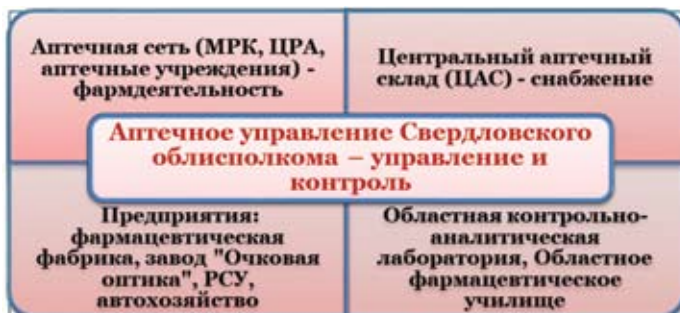 Аптечная сеть (МРК, ЦРА,
аптечные учреждения) -
фармдеятельность
Центральный аптечный
склад (ЦАС) - снабжение
Аптечное управление Свердловского
облисполкома – управление и
контроль
Предприятия:
фармацевтическая
фабрика, завод "Очковая
оптика", РСУ,
автохозяйство
Областная контрольно-
аналитическая
лаборатория, Областное
фармацевтическое
училище